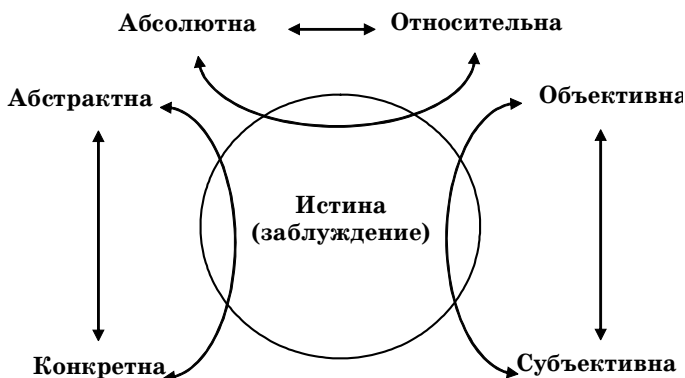 Абсолютна Относительна
Абстрактна Объективна
Истина
(заблуждение)
Конкретна Субъективна